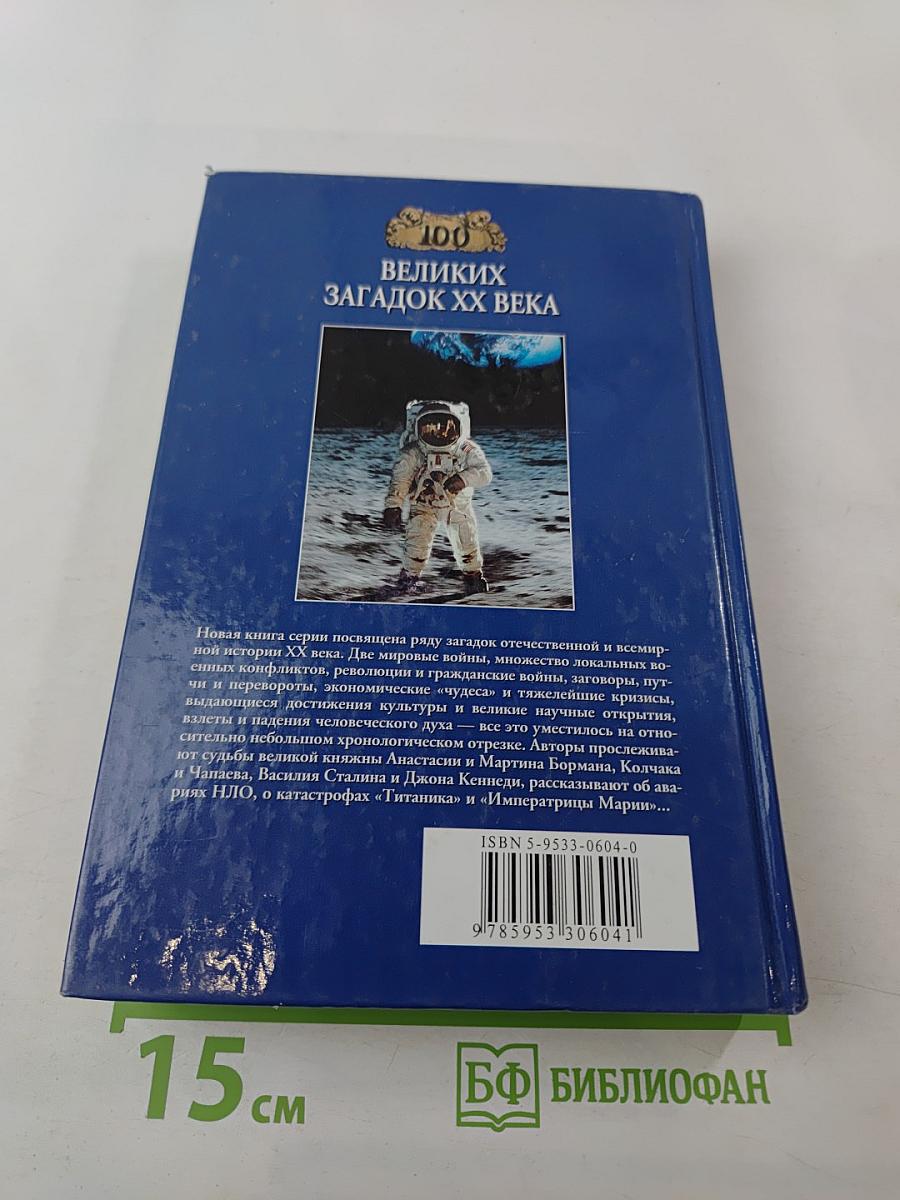 100
ВЕЛИКИХ
ЗАГАДОК XX ВЕКА
Новая книга серии посвящена ряду загадок отечественной и всемир-
ной истории XX века. Две мировые войны, множество локальных во-
енных конфликтов, революции и гражданские войны, заговоры, пут-
чи и перевороты, экономические «чудеса» и тяжелейшие кризисы,
выдающиеся достижения культуры и великие научные открытия,
взлеты и падения человеческого духа — все это уместилось на отно-
сительно небольшом хронологическом отрезке. Авторы прослежива-
ют судьбы великой княжны Анастасии и Мартина Бормана, Колчака
и Чапаева, Василия Сталина и Джона Кеннеди, рассказывают об ава-
риях НЛО, о катастрофах «Титаника» и «Императрицы Марии»...
ISBN 5-9533-0604-0
9 785953 306041
15 см
БФ БИБЛИОФАН